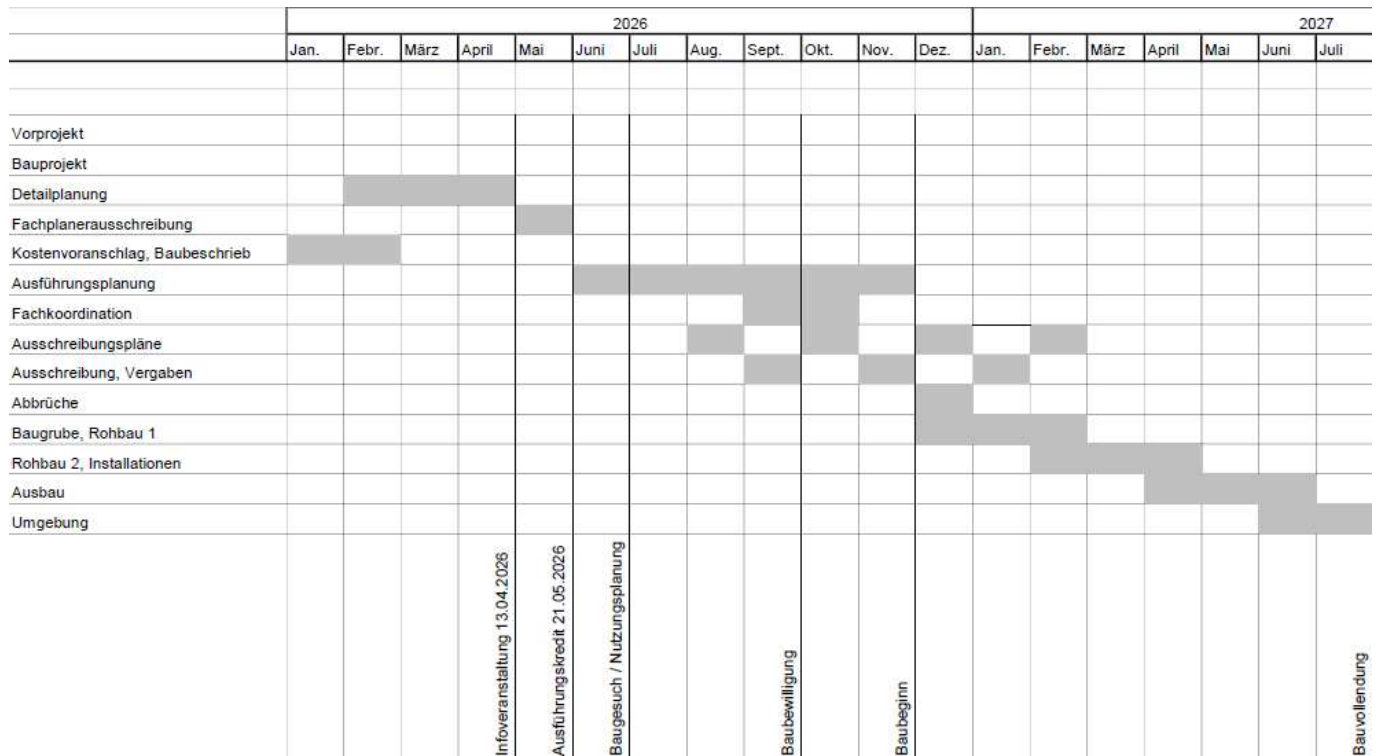 2026 2027
Jan. Febr. März April Mai Juni Juli Aug. Sept. Okt. Nov. Dez. Jan. Febr. März April Mai Juni Juli
Vorprojekt
Bauprojekt
Detailplanung
Fachplanerausschreibung
Kostenvoranschlag, Baubeschrieb
Ausführungsplanung
Fachkoordination
Ausschreibungspläne
Ausschreibung, Vergaben
Abbrüche
Baugrube, Rohbau 1
Rohbau 2, Installationen
Ausbau
Umgebung
Infoveranstaltung 13.04.2026
Ausführungskredit 21.05.2026
Baugesuch / Nutzungsplanung
Baubewilligung
Baubeginn
Bauvollendung